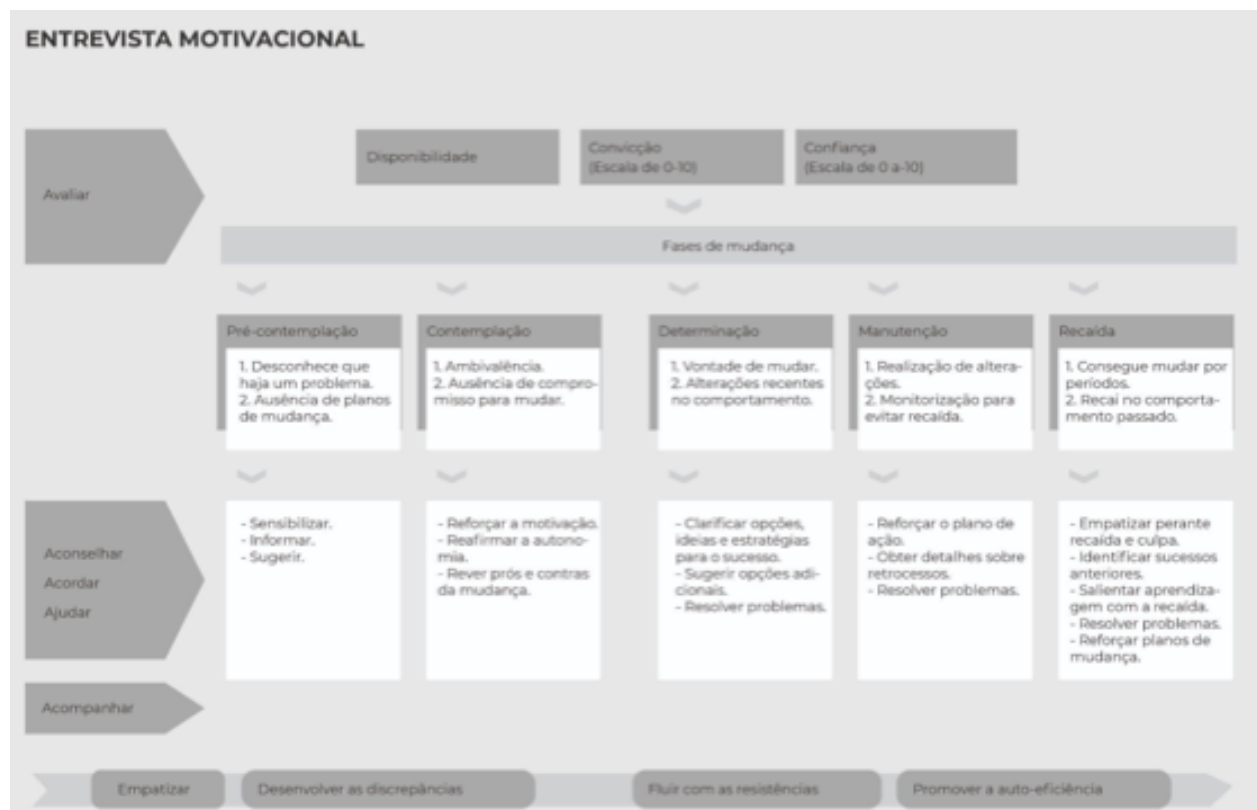 ENTREVISTA MOTIVACIONAL
Avaliar
Disponibilidade
Convicção
(Escala de 0-10)
Confiança
(Escala de 0 a-10)
Fases de mudança
Pré-contemplação
1. Desconhece que
haja um problema.
2. Ausência de planos
de mudança.
Contemplação
1. Ambivalência.
2. Ausência de compro-
misso para mudar.
Determinação
1. Vontade de mudar.
2. Alterações recentes
no comportamento.
Manutenção
1. Realização de altera-
ções.
2. Monitorização para
evitar recaída.
Recaída
1. Consegue mudar por
períodos.
2. Recai no comporta-
mento passado.
Aconselhar
Acordar
Ajudar
- Sensibilizar.
- Informar.
- Sugerir.
- Reforçar a motivação.
- Reafirmar a autono-
mia.
- Rever prós e contras
da mudança.
- Clarificar opções,
ideias e estratégias
para o sucesso.
- Sugerir opções adi-
cionais.
- Resolver problemas.
- Reforçar o plano de
ação.
- Obter detalhes sobre
retrocessos.
- Resolver problemas.
- Empatizar perante
recaída e culpa.
- Identificar sucessos
anteriores.
- Salientar aprendiza-
gem com a recaída.
- Resolver problemas.
- Reforçar planos de
mudança.
Acompanhar
Empatizar
Desenvolver as discrepâncias
Fluir com as resistências
Promover a auto-eficiência